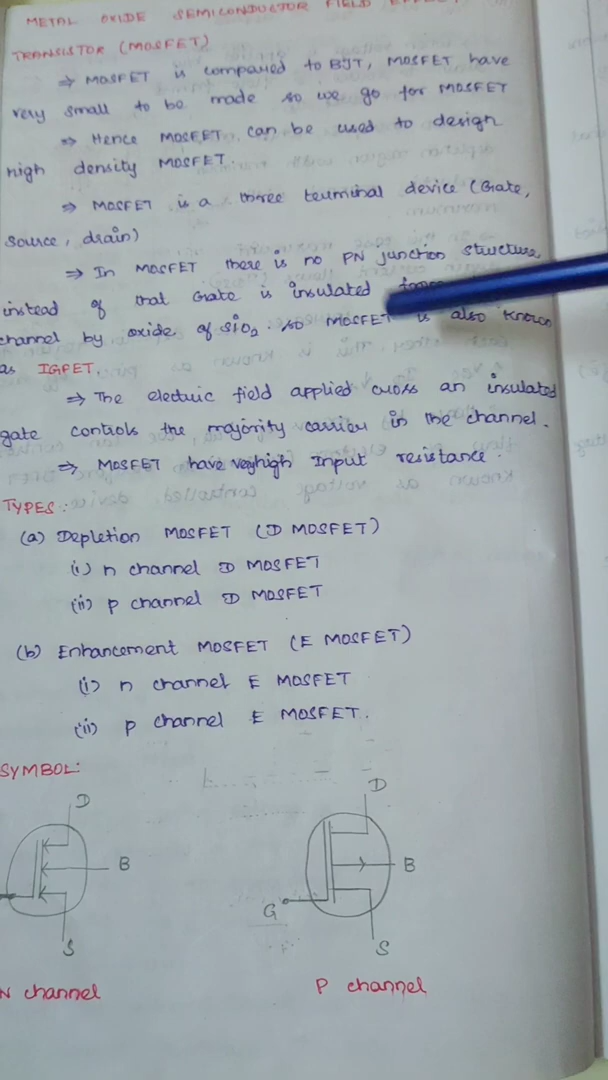 METAL OXIDE SEMICONDUCTOR FIELD EFFECT
TRANSISTOR (MOSFET)
⇒ MOSFET is compared to BJT, MOSFET have
very small to be made so we go for MOSFET
⇒ Hence MOSFET can be used to design
high density MOSFET.
⇒ MOSFET is a three terminal device (Gate,
Source, drain)
⇒ In MOSFET there is no PN junction structure
instead of that Gate is insulated
channel by oxide of SiO2. so MOSFET is also known
as IGFET.
⇒ The electric field applied cross an insulated
gate controls the majority carrier in the channel.
⇒ MOSFET have very high Input resistance.
TYPES:
(a) Depletion MOSFET (D MOSFET)
(i) n channel D MOSFET
(ii) p channel D MOSFET
(b) Enhancement MOSFET (E MOSFET)
(i) n channel E MOSFET
(ii) p channel E MOSFET.
SYMBOL:
D D
B B
G
S S
N channel P channel